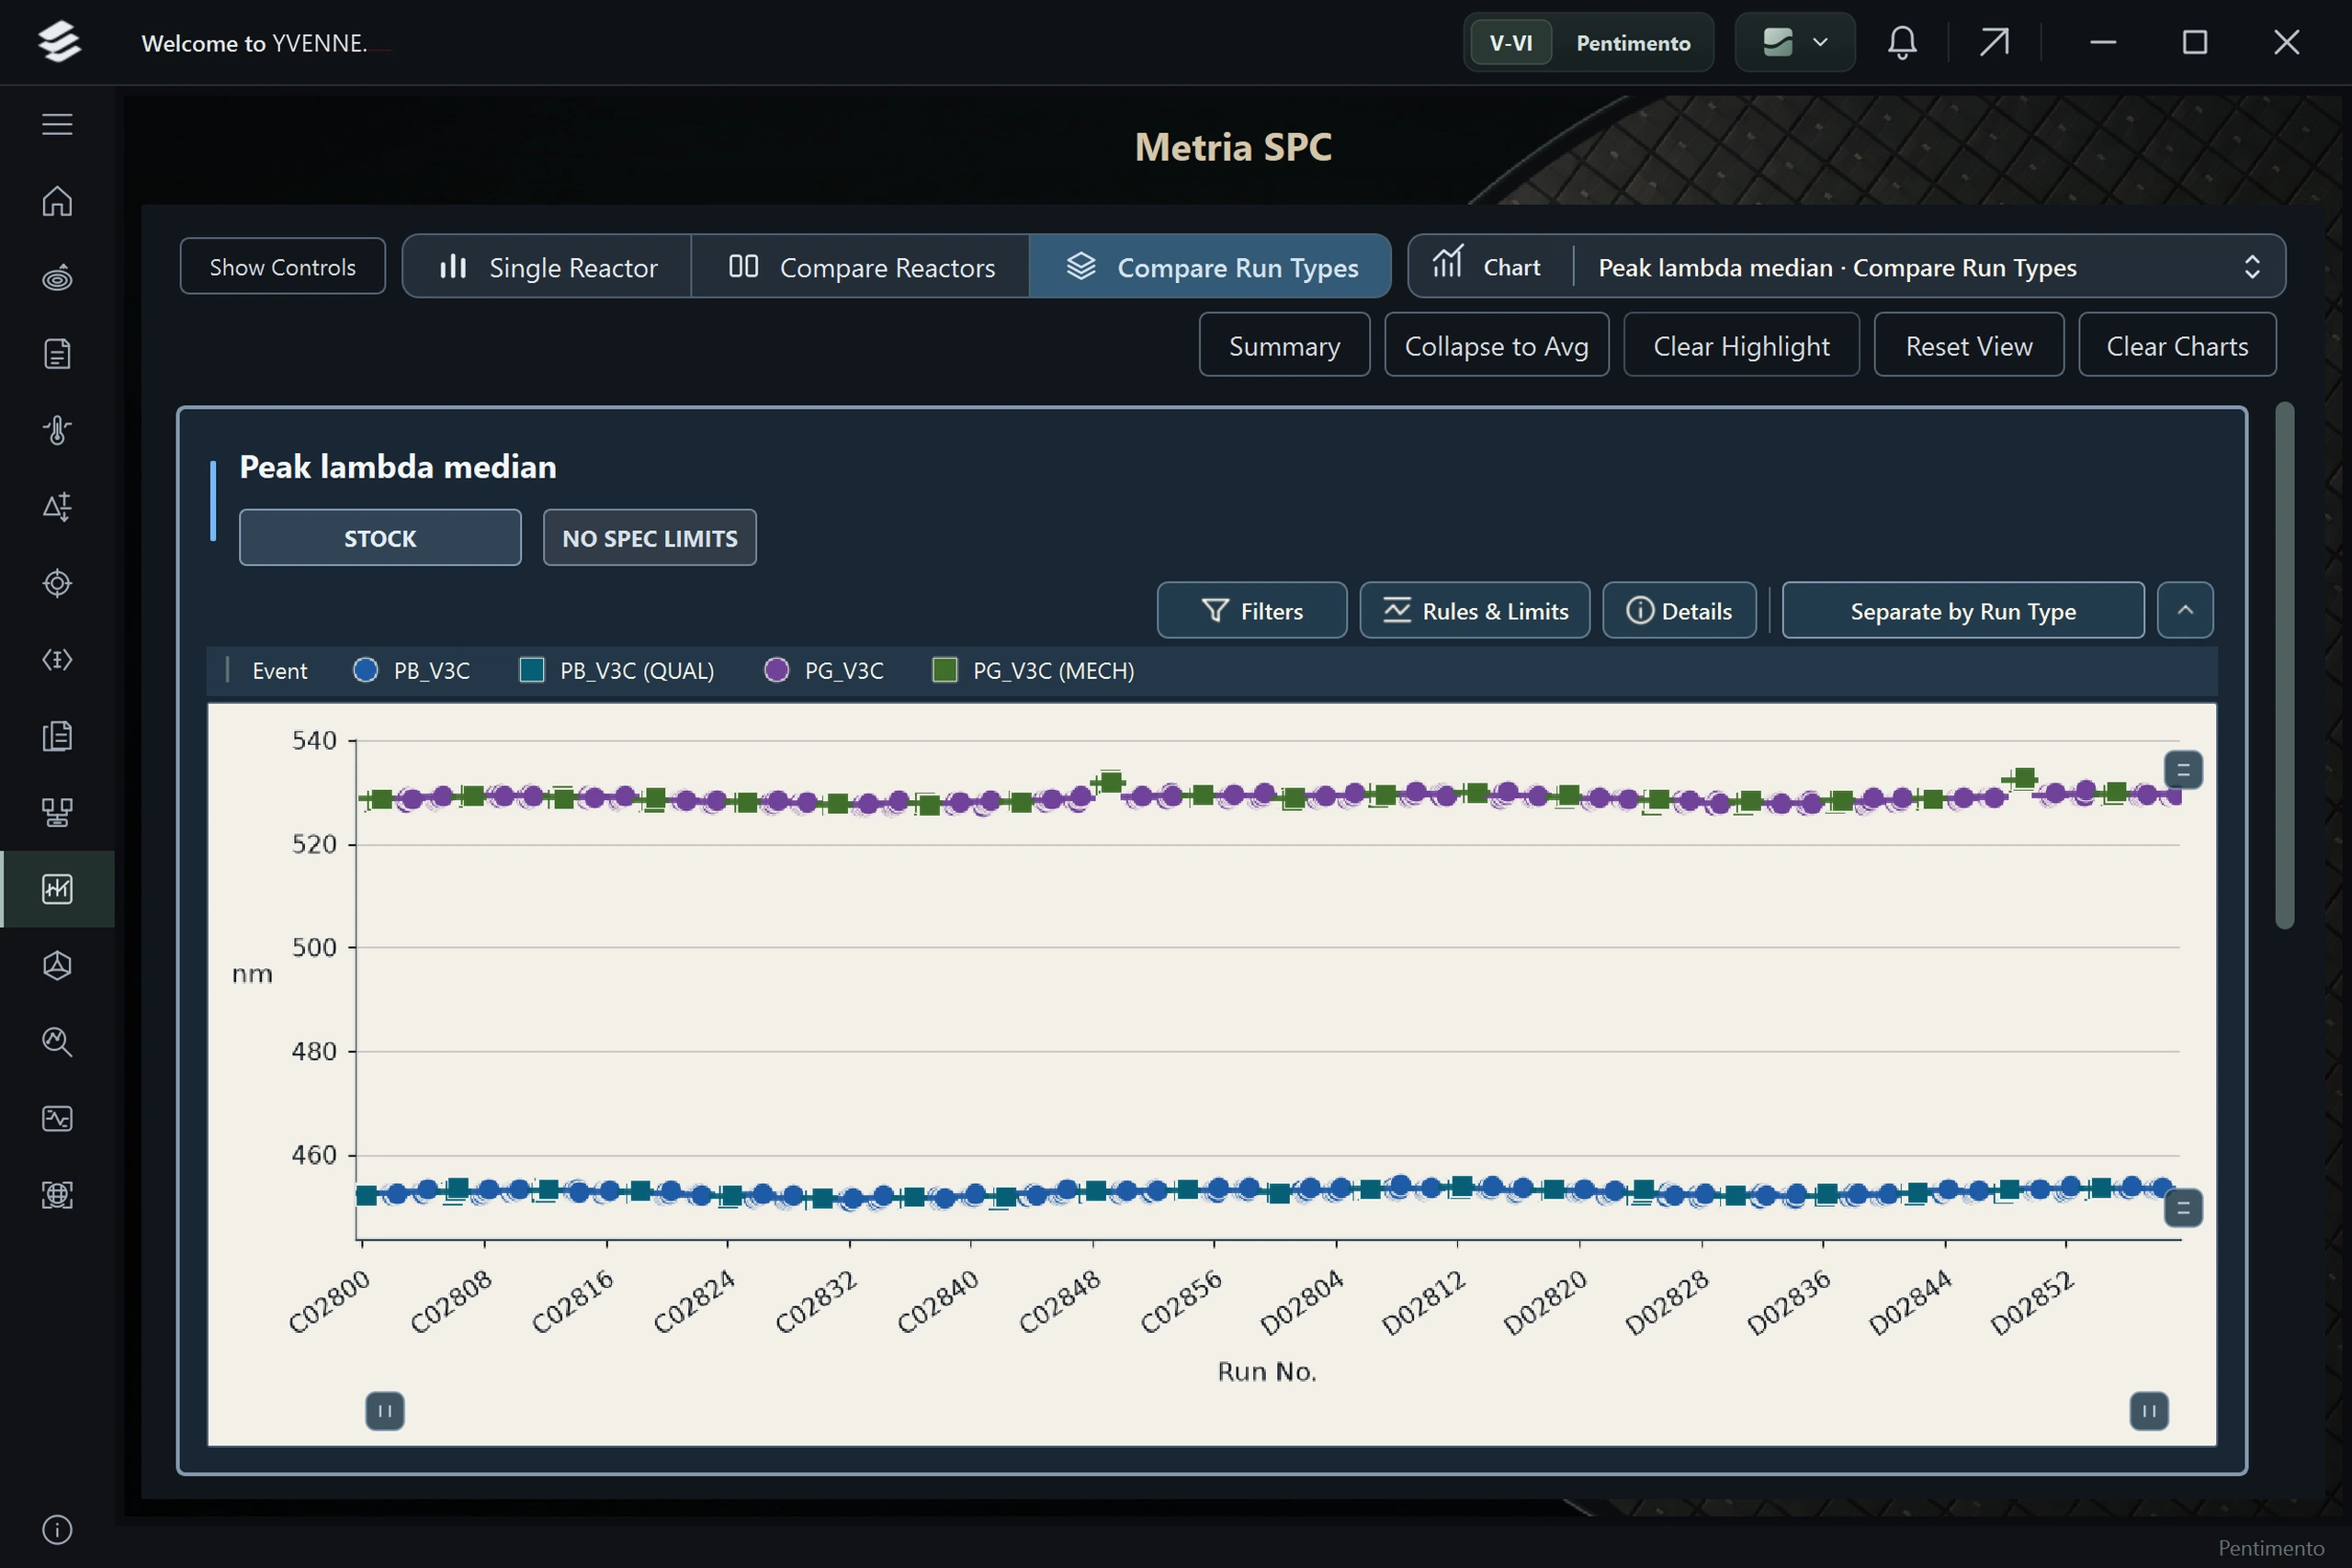 Welcome to YVENNE.
V-VI Pentimento
Metria SPC
Show Controls
Single Reactor
Compare Reactors
Compare Run Types
Chart
Peak lambda median · Compare Run Types
Summary
Collapse to Avg
Clear Highlight
Reset View
Clear Charts
Peak lambda median
STOCK
NO SPEC LIMITS
Filters
Rules & Limits
Details
Separate by Run Type
Event
PB_V3C
PB_V3C (QUAL)
PG_V3C
PG_V3C (MECH)
540
520
500
nm
480
460
C02800
C02808
C02816
C02824
C02832
C02840
C02848
C02856
D02804
D02812
D02820
D02828
D02836
D02844
D02852
Run No.
Pentimento